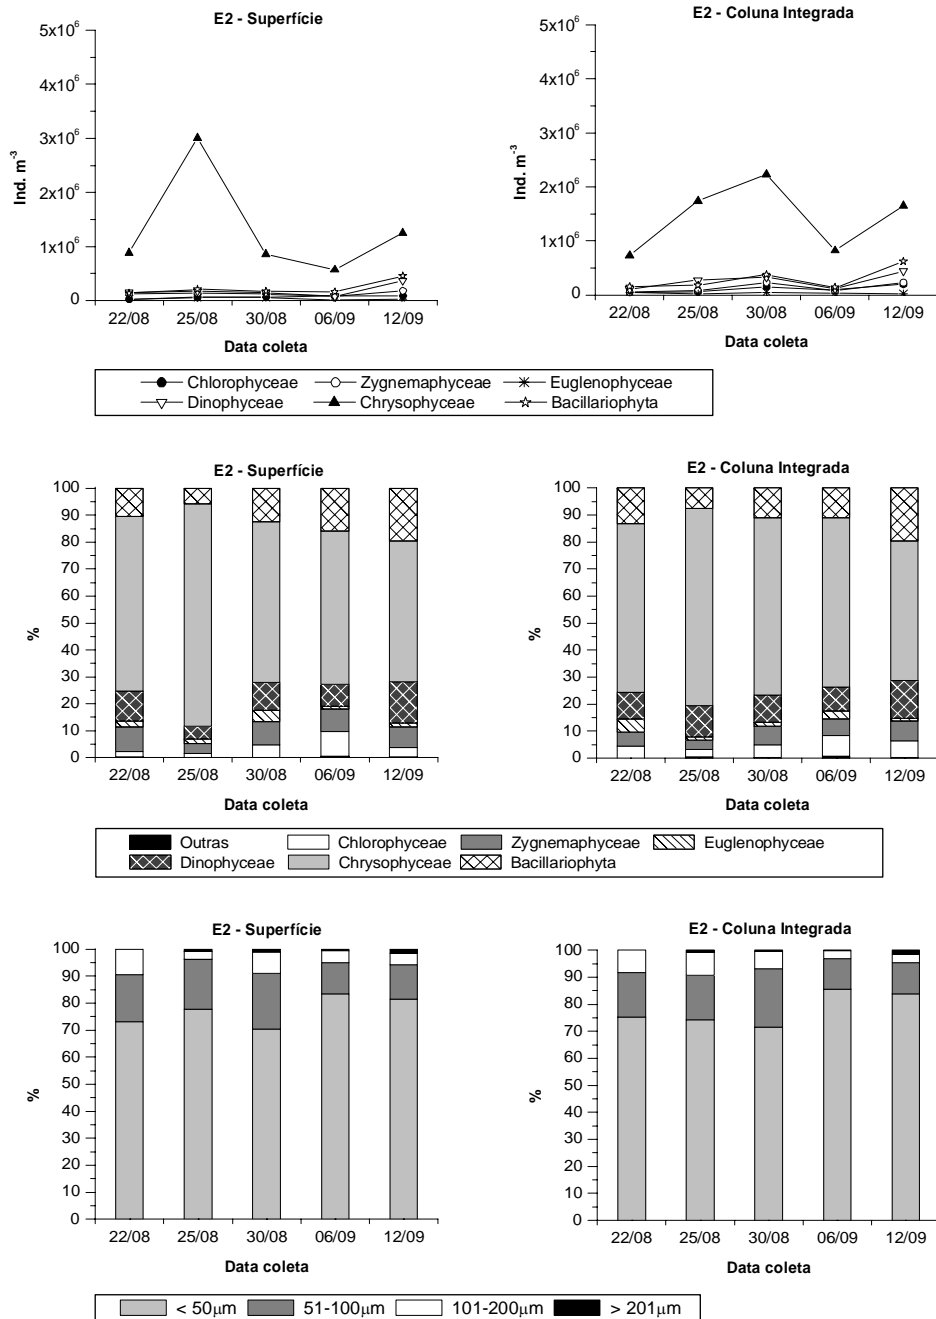 E2 - Superfície
5x10⁶
4x10⁶
3x10⁶
2x10⁶
1x10⁶
0
Ind. m⁻³
22/08 25/08 30/08 06/09 12/09
Data coleta
E2 - Coluna Integrada
5x10⁶
4x10⁶
3x10⁶
2x10⁶
1x10⁶
0
Ind. m⁻³
22/08 25/08 30/08 06/09 12/09
Data coleta
Chlorophyceae Zygnemaphyceae Euglenophyceae
Dinophyceae Chrysophyceae Bacillariophyta
E2 - Superfície
100
90
80
70
60
50
40
30
20
10
0
%
22/08 25/08 30/08 06/09 12/09
Data coleta
E2 - Coluna Integrada
100
90
80
70
60
50
40
30
20
10
0
%
22/08 25/08 30/08 06/09 12/09
Data coleta
Outras Chlorophyceae Zygnemaphyceae Euglenophyceae
Dinophyceae Chrysophyceae Bacillariophyta
E2 - Superfície
100
90
80
70
60
50
40
30
20
10
0
%
22/08 25/08 30/08 06/09 12/09
Data coleta
E2 - Coluna Integrada
100
90
80
70
60
50
40
30
20
10
0
%
22/08 25/08 30/08 06/09 12/09
Data coleta
< 50μm 51-100μm 101-200μm > 201μm